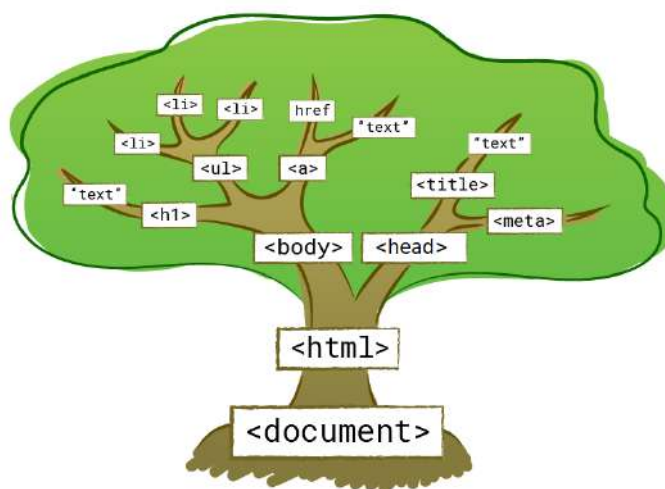 <li>
<li>
href
"text"
<li>
"text"
<ul>
<a>
<title>
"text"
<h1>
<meta>
<body>
<head>
<html>
<document>